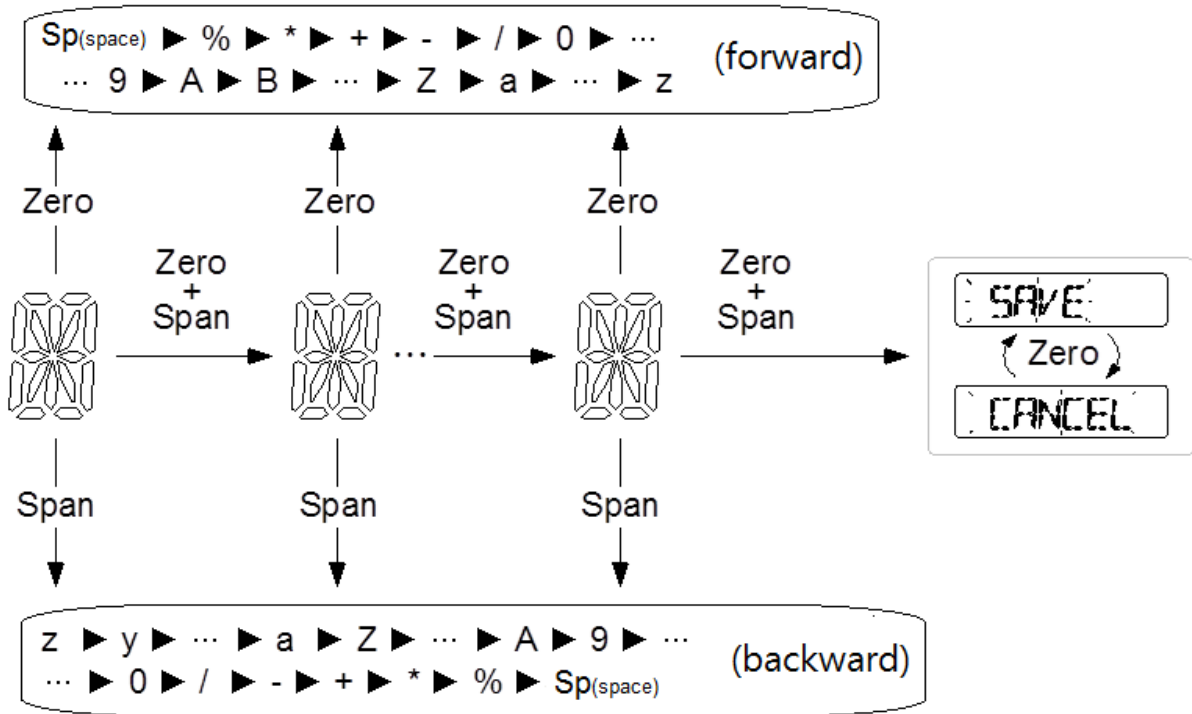 Sp(space) ▶ % ▶ * ▶ + ▶ - ▶ / ▶ 0 ▶ ...
... 9 ▶ A ▶ B ▶ ... ▶ Z ▶ a ▶ ... ▶ z
(forward)
Zero
Zero
Zero
Zero
+
Span
Zero
+
Span
Zero
+
Span
...
SAVE
Zero
CANCEL
Span
Span
Span
z ▶ y ▶ ... ▶ a ▶ Z ▶ ... ▶ A ▶ 9 ▶ ...
... ▶ 0 ▶ / ▶ - ▶ + ▶ * ▶ % ▶ Sp(space)
(backward)